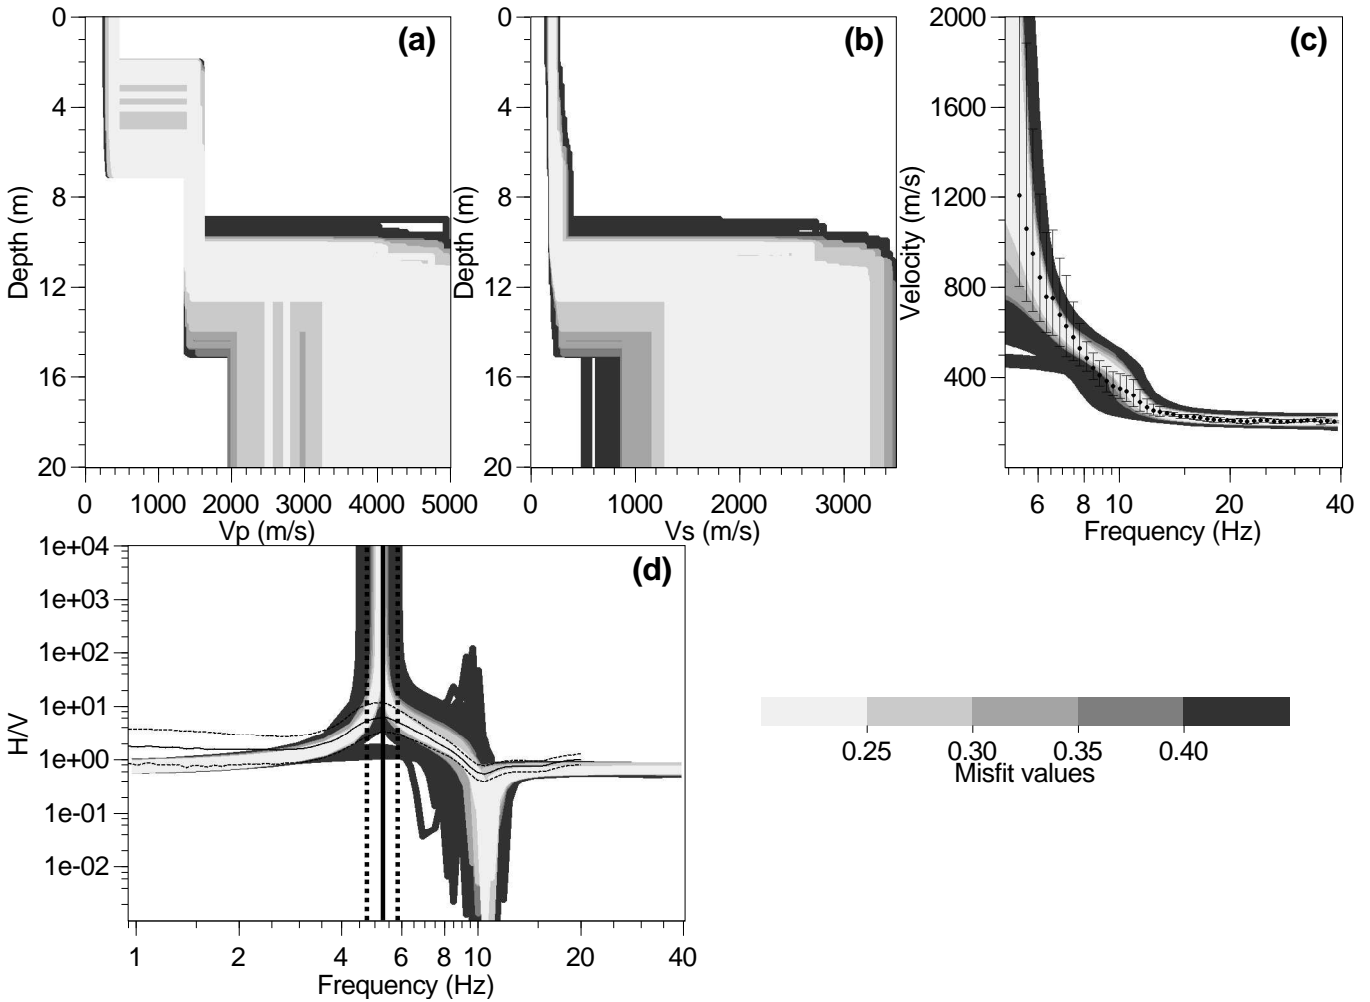 (a)
0
4
8
12
16
20
Depth (m)
0 1000 2000 3000 4000 5000
Vp (m/s)
(b)
0
4
8
12
16
20
Depth (m)
0 1000 2000 3000
Vs (m/s)
(c)
2000
1600
1200
800
400
Velocity (m/s)
6 8 10 20 40
Frequency (Hz)
(d)
1e+04
1e+03
1e+02
1e+01
1e+00
1e-01
1e-02
H/V
1 2 4 6 8 10 20 40
Frequency (Hz)
0.25 0.30 0.35 0.40
Misfit values